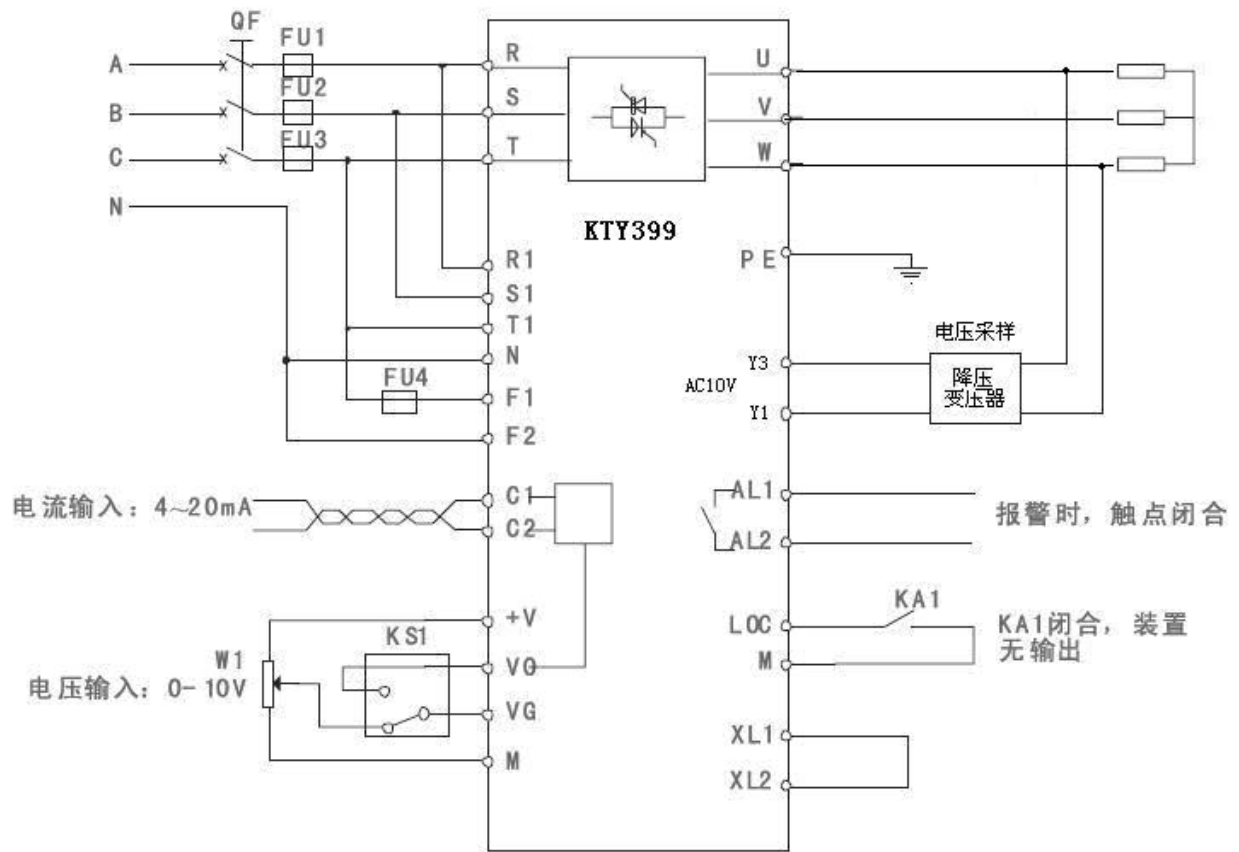 QF
FU1
A
R
U
FU2
B
S
V
FU3
C
T
W
N
KTY399
PE
R1
S1
T1
电压采样
N
Y3
降压
变压器
FU4
AC10V
F1
Y1
F2
电流输入：4~20mA
C1
AL1
报警时，触点闭合
C2
AL2
KA1
+V
LOC
KA1闭合，装置
无输出
KS1
M
W1
V0
电压输入：0-10V
VG
XL1
M
XL2